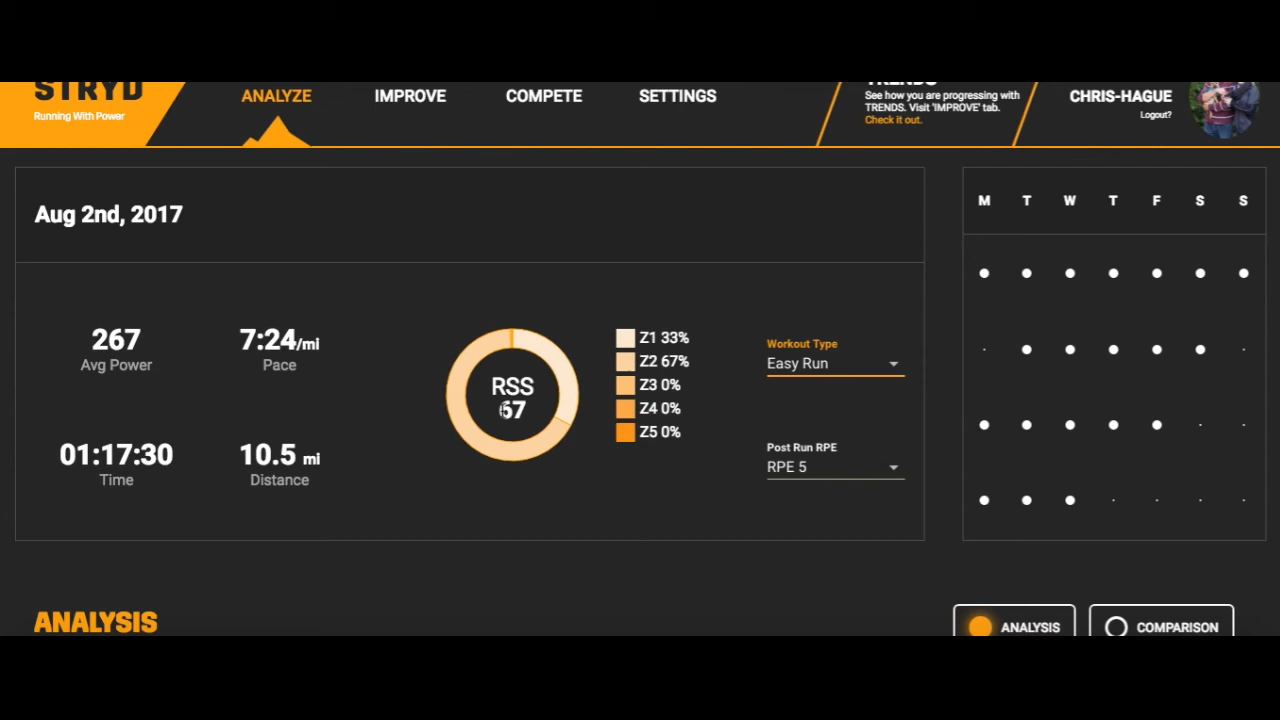 STRYD
Running With Power
ANALYZE
IMPROVE
COMPETE
SETTINGS
TRENDS
See how you are progressing with
TRENDS. Visit 'IMPROVE' tab.
Check it out.
CHRIS-HAGUE
Logout?
Aug 2nd, 2017
267
Avg Power
7:24/mi
Pace
01:17:30
Time
10.5 mi
Distance
RSS
67
Z1 33%
Z2 67%
Z3 0%
Z4 0%
Z5 0%
Workout Type
Easy Run
Post Run RPE
RPE 5
M T W T F S S
ANALYSIS
ANALYSIS
COMPARISON